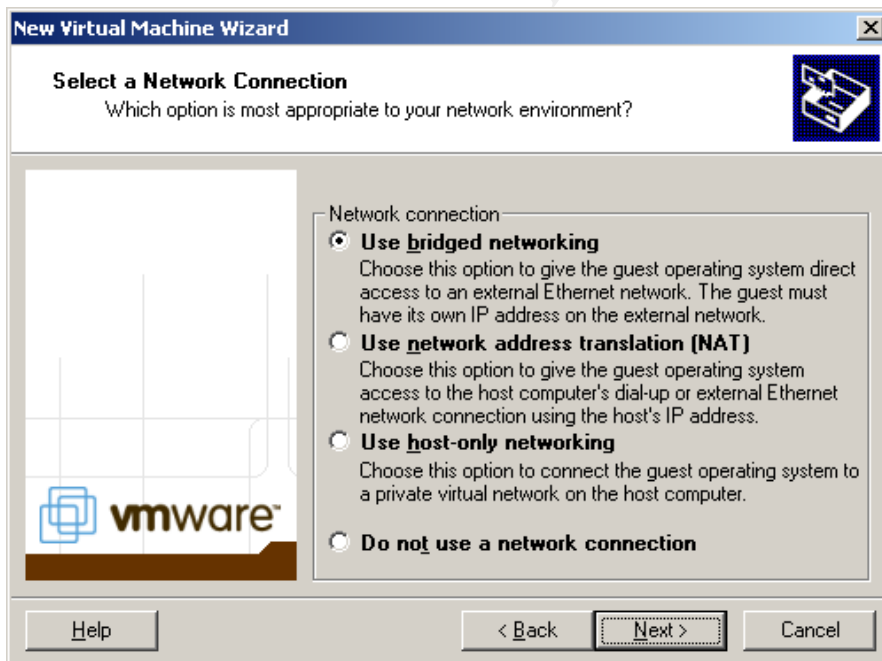 New Virtual Machine Wizard
Select a Network Connection
Which option is most appropriate to your network environment?
Network connection
Use bridged networking
Choose this option to give the guest operating system direct
access to an external Ethernet network. The guest must
have its own IP address on the external network.
Use network address translation (NAT)
Choose this option to give the guest operating system
access to the host computer's dial-up or external Ethernet
network connection using the host's IP address.
Use host-only networking
Choose this option to connect the guest operating system to
a private virtual network on the host computer.
vmware™
Do not use a network connection
Help
< Back
Next >
Cancel